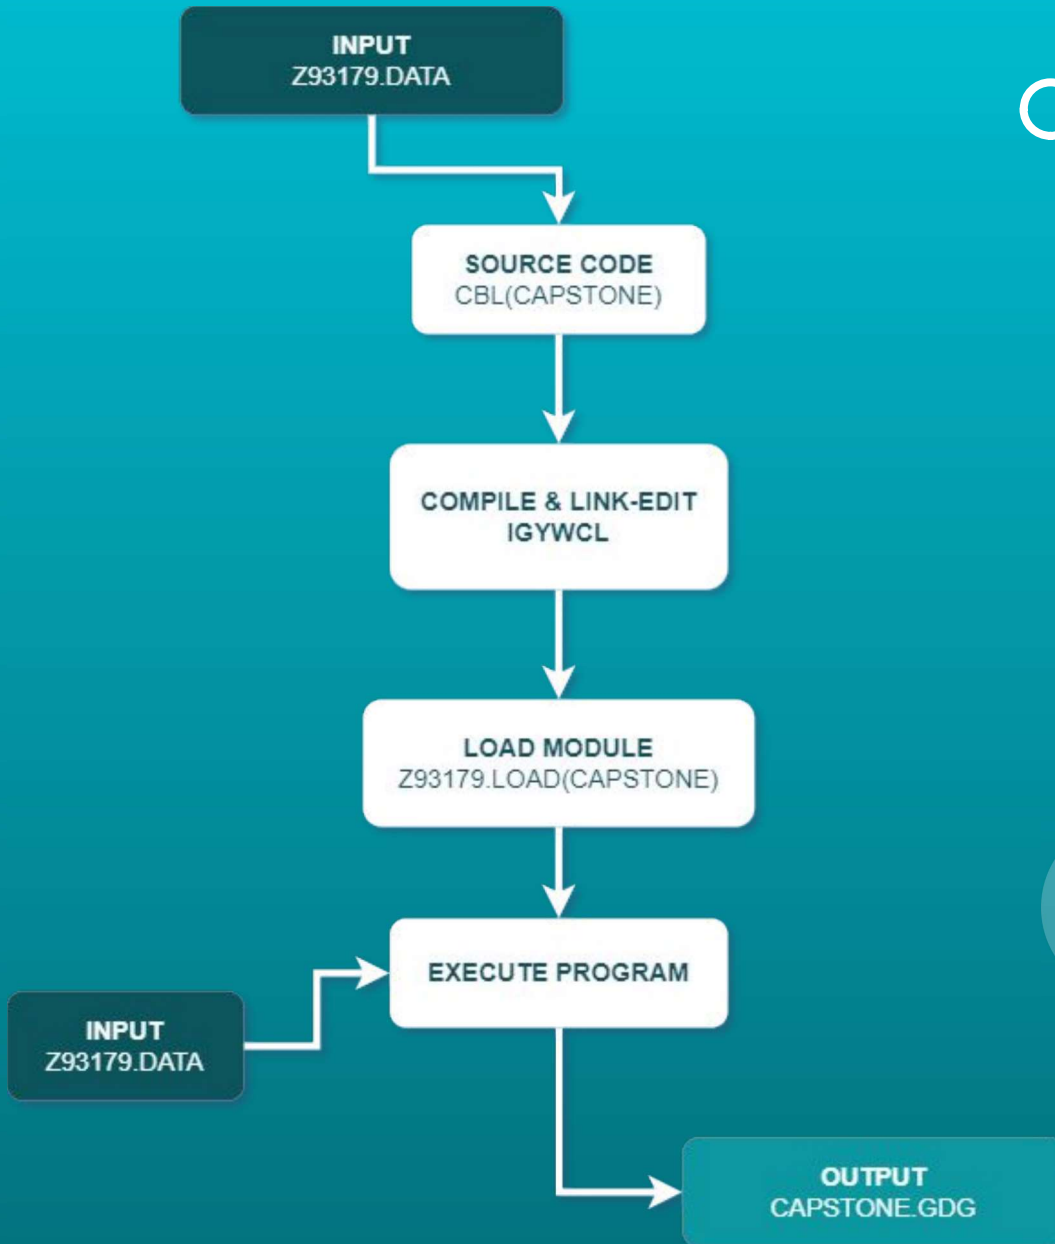 INPUT
Z93179.DATA
SOURCE CODE
CBL(CAPSTONE)
COMPILE & LINK-EDIT
IGYWCL
LOAD MODULE
Z93179.LOAD(CAPSTONE)
EXECUTE PROGRAM
INPUT
Z93179.DATA
OUTPUT
CAPSTONE.GDG